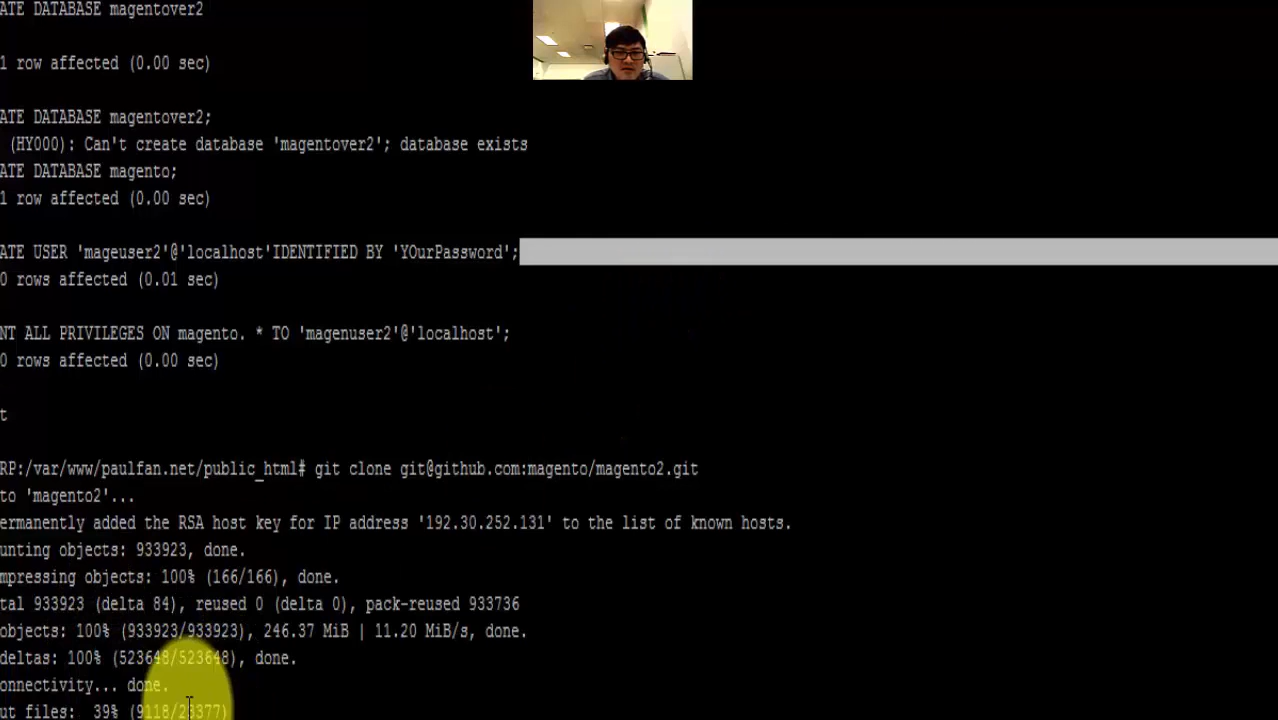 ATE DATABASE magentover2
1 row affected (0.00 sec)
ATE DATABASE magentover2;
(HY000): Can't create database 'magentover2'; database exists
ATE DATABASE magento;
1 row affected (0.00 sec)
ATE USER 'mageuser2'@'localhost'IDENTIFIED BY 'YOurPassword';
0 rows affected (0.01 sec)
NT ALL PRIVILEGES ON magento. * TO 'magenuser2'@'localhost';
0 rows affected (0.00 sec)
t
RP:/var/www/paulfan.net/public_html# git clone git@github.com:magento/magento2.git
to 'magento2'...
ermanently added the RSA host key for IP address '192.30.252.131' to the list of known hosts.
unting objects: 933923, done.
mpressing objects: 100% (166/166), done.
tal 933923 (delta 84), reused 0 (delta 0), pack-reused 933736
objects: 100% (933923/933923), 246.37 MiB | 11.20 MiB/s, done.
deltas: 100% (523648/523648), done.
onnectivity... done.
ut files: 39% (9118/23377)